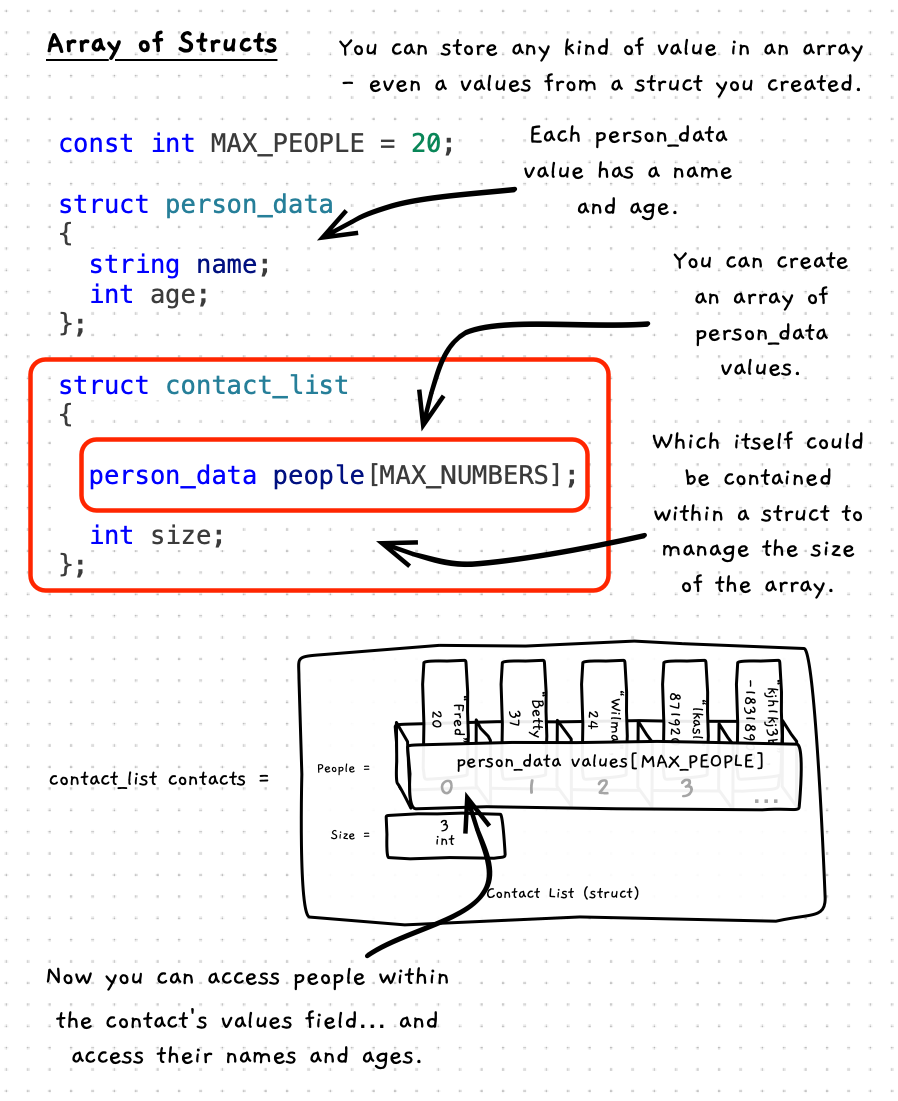 Array of Structs
You can store any kind of value in an array
- even a values from a struct you created.
const int MAX_PEOPLE = 20;
Each person_data
value has a name
and age.
struct person_data
{
string name;
int age;
};
You can create
an array of
person_data
values.
struct contact_list
{
person_data people[MAX_NUMBERS];
int size;
};
Which itself could
be contained
within a struct to
manage the size
of the array.
contact_list contacts =
People =
"Fred"
20
"Betty
37
"Wilma
24
"lkasl
87192
"kjhlkj3
-183189
person_data values[MAX_PEOPLE]
0 1 2 3 ...
Size =
3
int
Contact List (struct)
Now you can access people within
the contact's values field... and
access their names and ages.